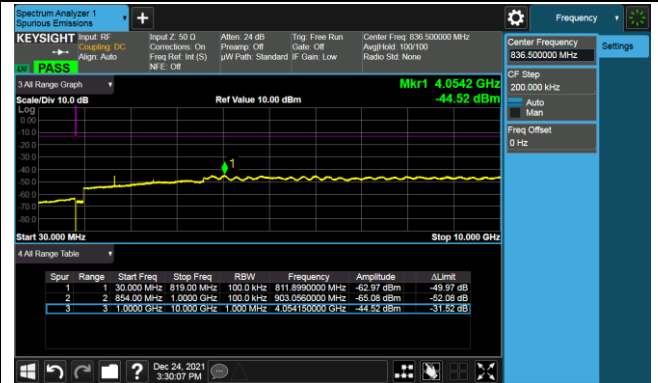 Spectrum Analyzer 1
Spurious Emissions
Frequency
KEYSIGHT
Input: RF
Coupling: DC
Align: Auto
Input Z: 50 Ω
Corrections: On
Freq Ref: Int (S)
NFE: Off
Atten: 24 dB
Preamp: Off
µW Path: Standard
Trig: Free Run
Gate: Off
IF Gain: Low
Center Freq: 836.500000 MHz
Avg|Hold: 100/100
Radio Std: None
LXI
PASS
3 All Range Graph
Mkr1 4.0542 GHz
Scale/Div 10.0 dB
Ref Value 10.00 dBm
-44.52 dBm
Log
0.00
-10.0
-20.0
-30.0
-40.0
-50.0
-60.0
-70.0
-80.0
1
Start 30.000 MHz
Stop 10.000 GHz
4 All Range Table
Spur Range Start Freq Stop Freq RBW Frequency Amplitude ΔLimit
1 1 30.000 MHz 819.00 MHz 100.0 kHz 811.8990000 MHz -62.97 dBm -49.97 dB
2 2 854.00 MHz 1.0000 GHz 100.0 kHz 903.0560000 MHz -65.08 dBm -52.08 dB
3 3 1.0000 GHz 10.000 GHz 1.000 MHz 4.054150000 GHz -44.52 dBm -31.52 dB
Dec 24, 2021
3:30:07 PM
Center Frequency
836.500000 MHz
Settings
CF Step
200.000 kHz
Auto
Man
Freq Offset
0 Hz